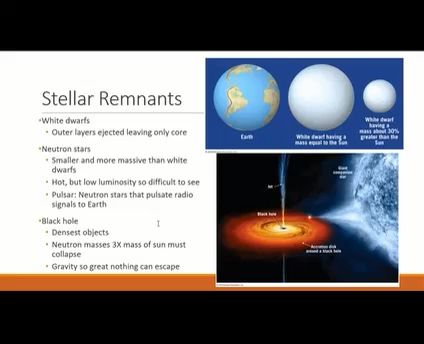 Stellar Remnants
•White dwarfs
• Outer layers ejected leaving only core
•Neutron stars
• Smaller and more massive than white
dwarfs
• Hot, but low luminosity so difficult to see
• Pulsar: Neutron stars that pulsate radio
signals to Earth
•Black hole
• Densest objects
• Neutron masses 3X mass of sun must
collapse
• Gravity so great nothing can escape
Earth
White dwarf having a
mass equal to the Sun
White dwarf
having a
mass about 30%
greater than the
Sun
Giant
companion
star
Jet
Black hole
Accretion disk
around a black hole